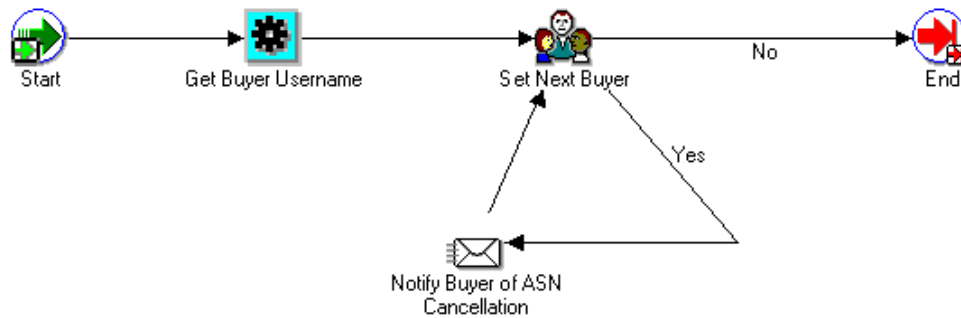 Start
Get Buyer Username
Set Next Buyer
No
End
Yes
Notify Buyer of ASN
Cancellation